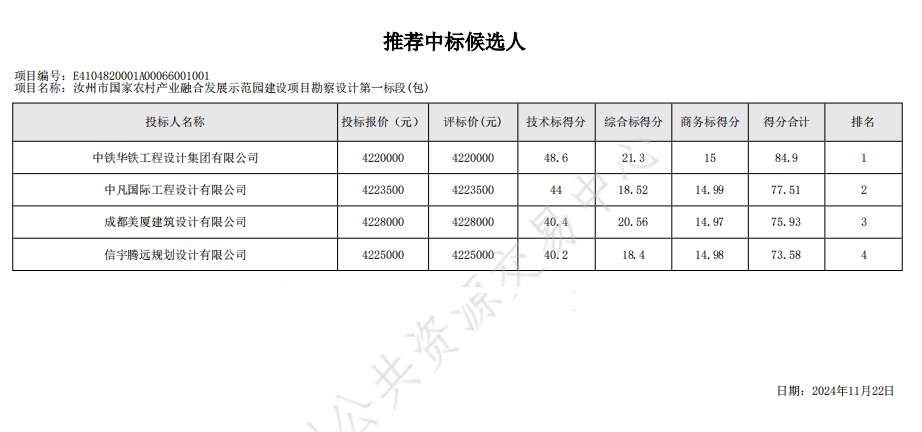 推荐中标候选人
项目编号：E4104820001A00066001001
项目名称：汝州市国家农村产业融合发展示范园建设项目勘察设计第一标段(包)
投标人名称 投标报价（元） 评标价(元) 技术标得分 综合标得分 商务标得分 得分合计 排名
中铁华铁工程设计集团有限公司 4220000 4220000 48.6 21.3 15 84.9 1
中凡国际工程设计有限公司 4223500 4223500 44 18.52 14.99 77.51 2
成都美厦建筑设计有限公司 4228000 4228000 40.4 20.56 14.97 75.93 3
信宇腾远规划设计有限公司 4225000 4225000 40.2 18.4 14.98 73.58 4
公共资源交易中心
日期：2024年11月22日